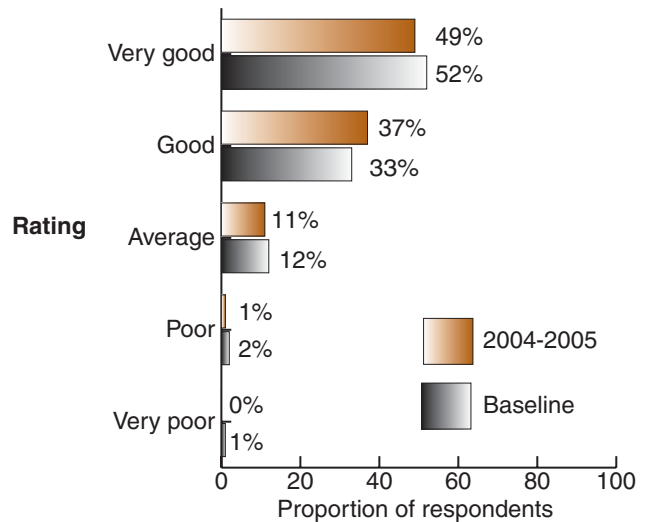 Very good
49%
52%
Good
37%
33%
Rating
Average
11%
12%
Poor
1%
2%
2004-2005
Baseline
Very poor
0%
1%
0 20 40 60 80 100
Proportion of respondents